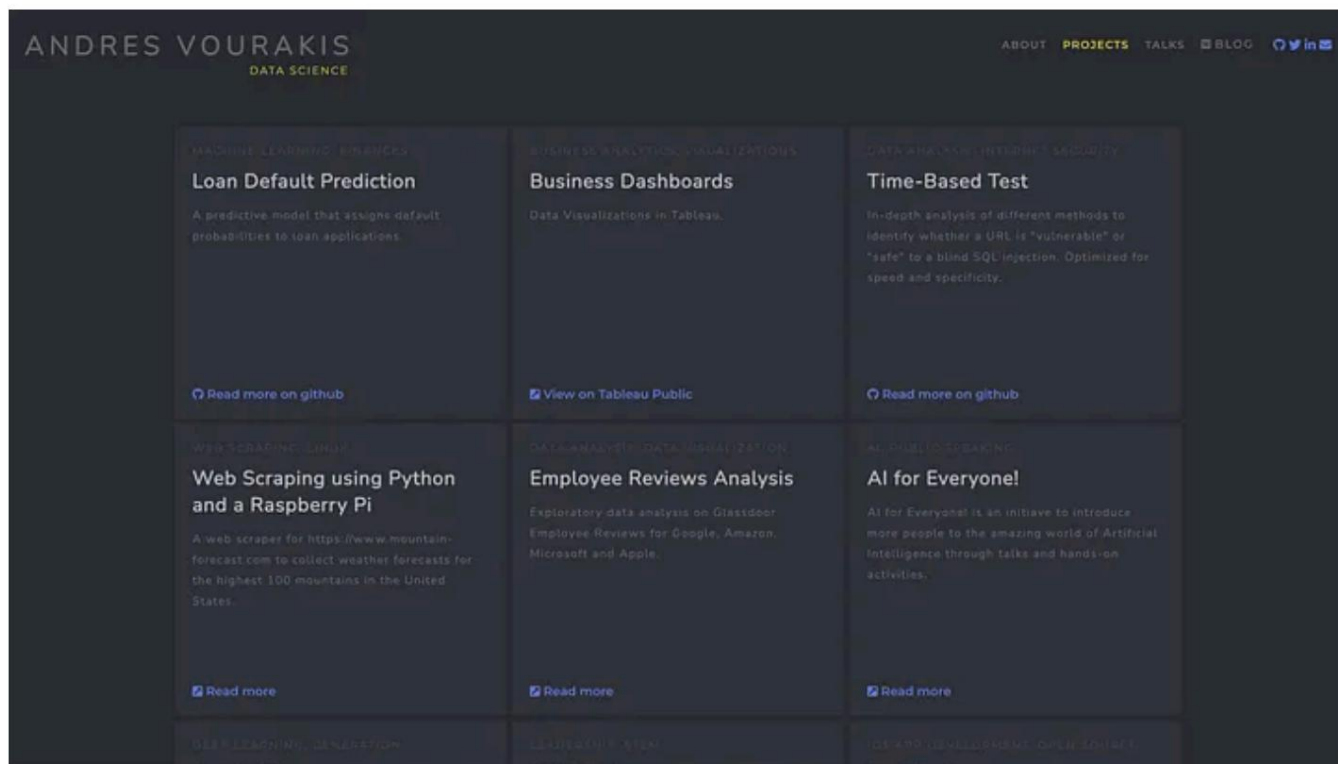 ANDRES VOURAKIS
DATA SCIENCE
ABOUT PROJECTS TALKS BLOG
MACHINE LEARNING, FINANCES
Loan Default Prediction
A predictive model that assigns default
probabilities to loan applications.
Read more on github
BUSINESS ANALYTICS, VISUALIZATIONS
Business Dashboards
Data Visualizations in Tableau.
View on Tableau Public
DATA ANALYSIS, INTERNET SECURITY
Time-Based Test
In-depth analysis of different methods to
identify whether a URL is "vulnerable" or
"safe" to a blind SQL injection. Optimized for
speed and specificity.
Read more on github
WEB SCRAPING, LINUX
Web Scraping using Python
and a Raspberry Pi
A web scraper for https://www.mountain-
forecast.com to collect weather forecasts for
the highest 100 mountains in the United
States.
Read more
DATA ANALYSIS, DATA VISUALIZATION
Employee Reviews Analysis
Exploratory data analysis on Glassdoor
Employee Reviews for Google, Amazon,
Microsoft and Apple.
Read more
AI, PUBLIC SPEAKING
AI for Everyone!
AI for Everyone! is an initiave to introduce
more people to the amazing world of Artificial
Intelligence through talks and hands-on
activities.
Read more
DEEP LEARNING, GENERATION
LEADERSHIP, STEM
IOS APP DEVELOPMENT, OPEN SOURCE